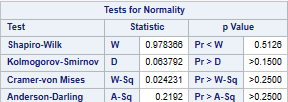 Tests for Normality
Test Statistic p Value
Shapiro-Wilk W 0.978366 Pr < W 0.5126
Kolmogorov-Smirnov D 0.063792 Pr > D >0.1500
Cramer-von Mises W-Sq 0.024231 Pr > W-Sq >0.2500
Anderson-Darling A-Sq 0.2192 Pr > A-Sq >0.2500